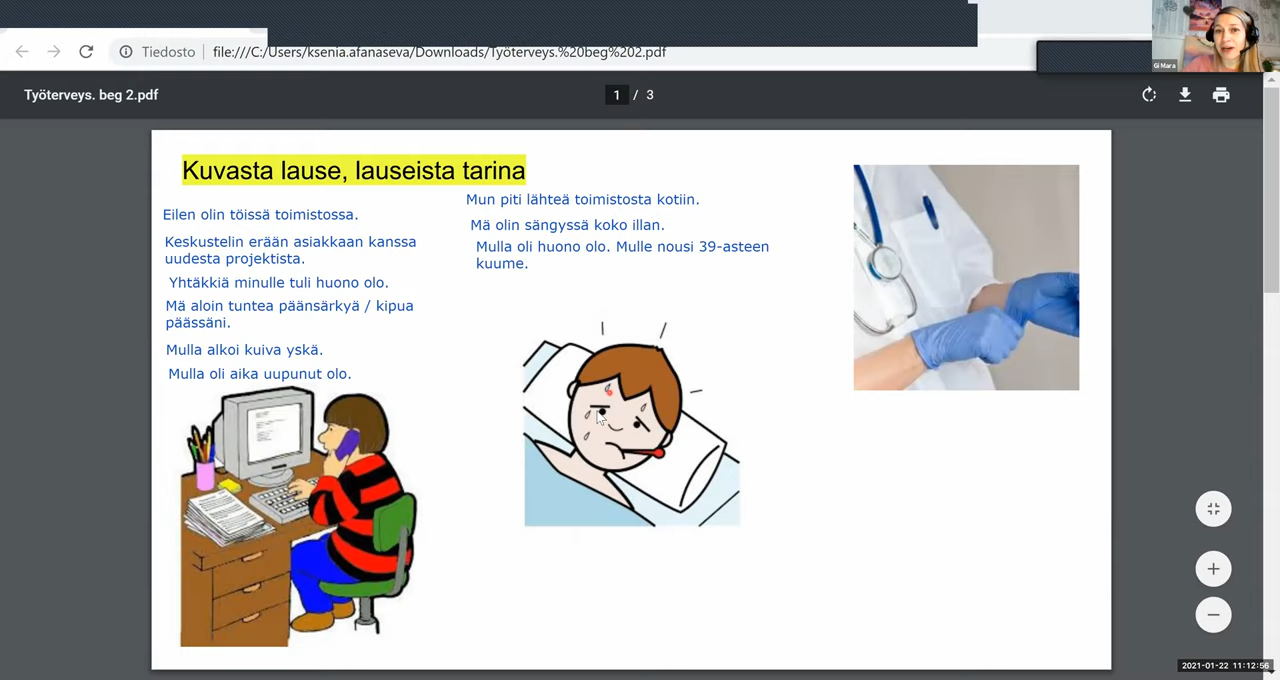 Tiedosto
file:///C:/Users/ksenia.afanaseva/Downloads/Työterveys.%20beg%202.pdf
Gi Mara
Työterveys. beg 2.pdf
1 / 3
Kuvasta lause, lauseista tarina
Eilen olin töissä toimistossa.
Keskustelin erään asiakkaan kanssa
uudesta projektista.
Yhtäkkiä minulle tuli huono olo.
Mä aloin tuntea päänsärkyä / kipua
päässäni.
Mulla alkoi kuiva yskä.
Mulla oli aika uupunut olo.
Mun piti lähteä toimistosta kotiin.
Mä olin sängyssä koko illan.
Mulla oli huono olo. Mulle nousi 39-asteen
kuume.
2021-01-22 11:12:56